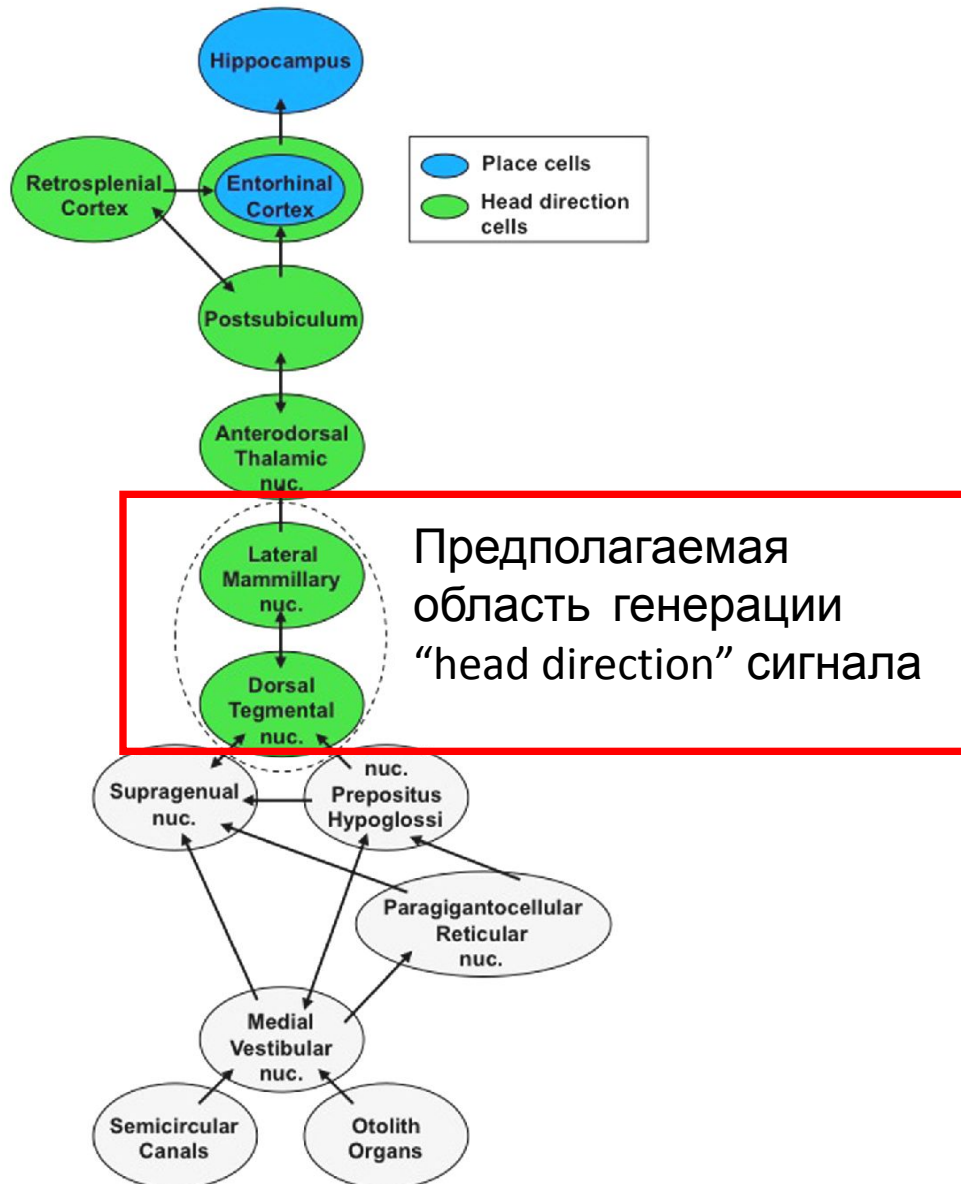 Hippocampus
Retrosplenial
Cortex
Entorhinal
Cortex
Place cells
Head direction
cells
Postsubiculum
Anterodorsal
Thalamic
nuc.
Lateral
Mammillary
nuc.
Dorsal
Tegmental
nuc.
Предполагаемая
область генерации
“head direction” сигнала
Supragenual
nuc.
nuc.
Prepositus
Hypoglossi
Paragigantocellular
Reticular
nuc.
Medial
Vestibular
nuc.
Semicircular
Canals
Otolith
Organs